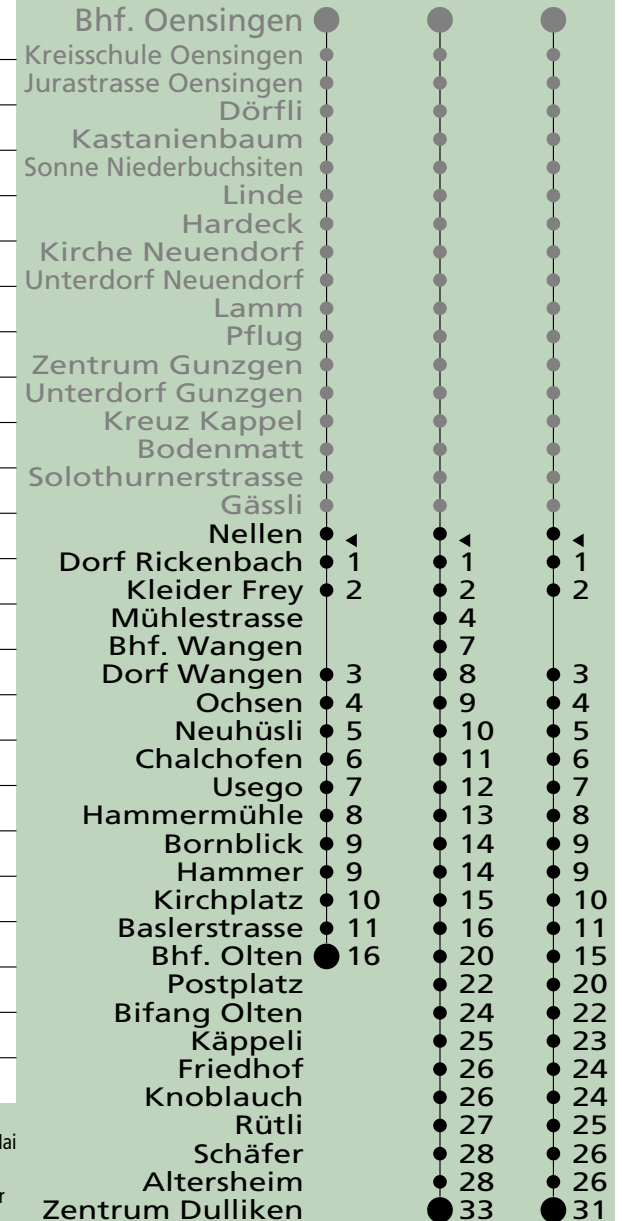 Bhf. Oensingen
Kreisschule Oensingen
Jurastrasse Oensingen
Dörfli
Kastanienbaum
Sonne Niederbuchsiten
Linde
Hardeck
Kirche Neuendorf
Unterdorf Neuendorf
Lamm
Pflug
Zentrum Gunzgen
Unterdorf Gunzgen
Kreuz Kappel
Bodenmatt
Solothurnerstrasse
Gässli
Nellen
Dorf Rickenbach 1 1 1
Kleider Frey 2 2 2
Mühlestrasse 4
Bhf. Wangen 7
Dorf Wangen 3 8 3
Ochsen 4 9 4
Neuhüsli 5 10 5
Chalchofen 6 11 6
Usego 7 12 7
Hammermühle 8 13 8
Bornblick 9 14 9
Hammer 9 14 9
Kirchplatz 10 15 10
Baslerstrasse 11 16 11
Bhf. Olten 16 20 15
Postplatz 22 20
Bifang Olten 24 22
Käppeli 25 23
Friedhof 26 24
Knoblauch 26 24
Rütli 27 25
Schäfer 28 26
Altersheim 28 26
Zentrum Dulliken 33 31